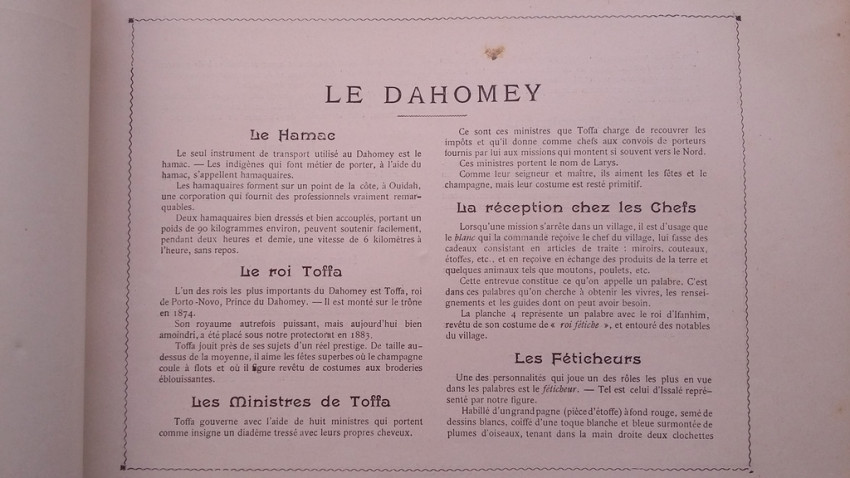 LE DAHOMEY
Le Hamac
Le seul instrument de transport utilisé au Dahomey est le
hamac. — Les indigènes qui font métier de porter, à l'aide du
hamac, s'appellent hamaquaires.
Les hamaquaires forment sur un point de la côte, à Ouidah,
une corporation qui fournit des professionnels vraiment remar-
quables.
Deux hamaquaires bien dressés et bien accouplés, portant un
poids de 90 kilogrammes environ, peuvent soutenir facilement,
pendant deux heures et demie, une vitesse de 6 kilomètres à
l'heure, sans repos.
Le roi Toffa
L'un des rois les plus importants du Dahomey est Toffa, roi
de Porto-Novo, Prince du Dahomey. — Il est monté sur le trône
en 1874.
Son royaume autrefois puissant, mais aujourd'hui bien
amoindri, a été placé sous notre protectorat en 1883.
Toffa jouit près de ses sujets d'un réel prestige. De taille au-
dessus de la moyenne, il aime les fêtes superbes où le champagne
coule à flots et où il figure revêtu de costumes aux broderies
éblouissantes.
Les Ministres de Toffa
Toffa gouverne avec l'aide de huit ministres qui portent
comme insigne un diadème tressé avec leurs propres cheveux.
Ce sont ces ministres que Toffa charge de recouvrer les
impôts et qu'il donne comme chefs aux convois de porteurs
fournis par lui aux missions qui montent si souvent vers le Nord.
Ces ministres portent le nom de Larys.
Comme leur seigneur et maître, ils aiment les fêtes et le
champagne, mais leur costume est resté primitif.
La réception chez les Chefs
Lorsqu'une mission s'arrête dans un village, il est d'usage que
le blanc qui la commande reçoive le chef du village, lui fasse des
cadeaux consistant en articles de traite : miroirs, couteaux,
étoffes, etc., et en reçoive en échange des produits de la terre et
quelques animaux tels que moutons, poulets, etc.
Cette entrevue constitue ce qu'on appelle un palabre. C'est
dans ces palabres qu'on cherche à obtenir les vivres, les rensei-
gnements et les guides dont on peut avoir besoin.
La planche 4 représente un palabre avec le roi d'Ifanhim,
revêtu de son costume de « roi fétiche », et entouré des notables
du village.
Les Féticheurs
Une des personnalités qui joue un des rôles les plus en vue
dans les palabres est le féticheur. — Tel est celui d'Issalé repré-
senté par notre figure.
Habillé d'un grand pagne (pièce d'étoffe) à fond rouge, semé de
dessins blancs, coiffé d'une toque blanche et bleue surmontée de
plumes d'oiseaux, tenant dans la main droite deux clochettes